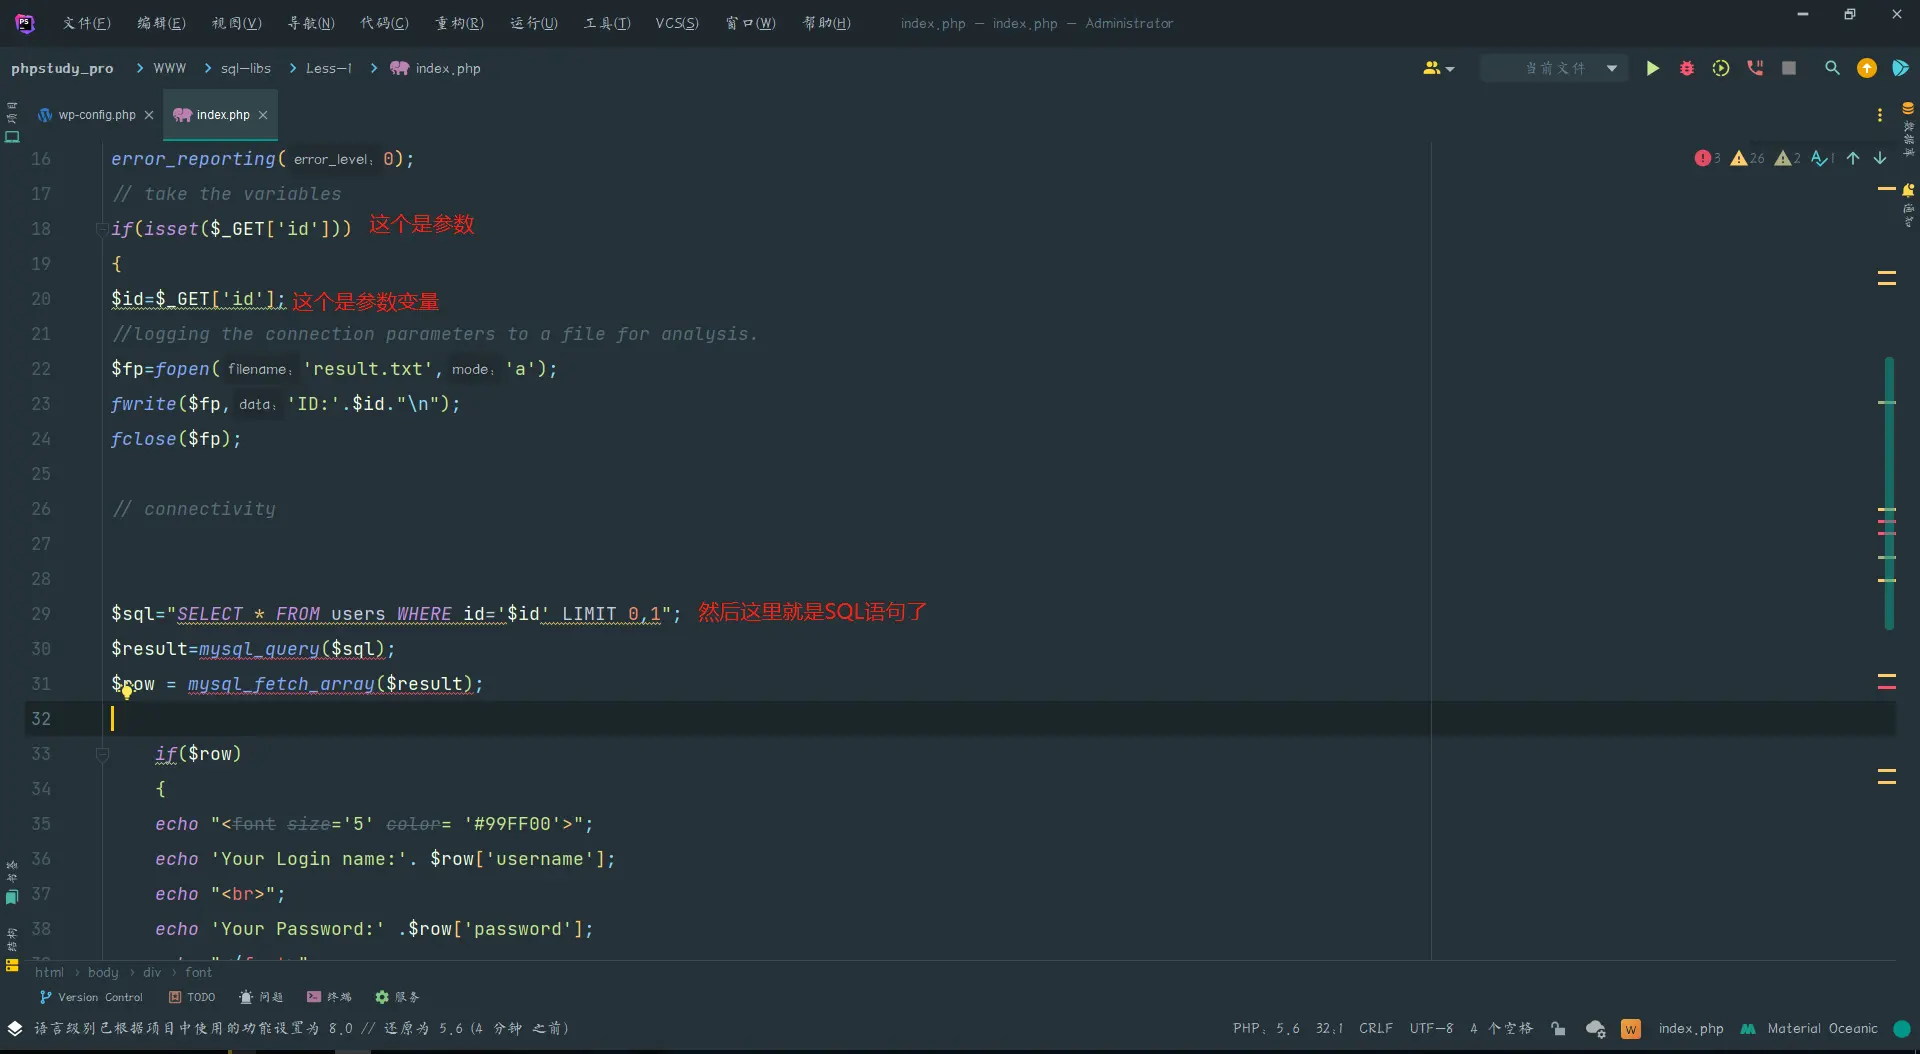 文件(F) 编辑(E) 视图(V) 导航(N) 代码(C) 重构(R) 运行(U) 工具(T) VCS(S) 窗口(W) 帮助(H) index.php — index.php — Administrator
phpstudy_pro WWW sql-libs Less-1 index.php 当前文件
项目
wp-config.php index.php
数据库
通知
3 26 2 1
16 error_reporting( error_level: 0);
17 // take the variables
18 if(isset($_GET['id'])) 这个是参数
19 {
20 $id=$_GET['id']; 这个是参数变量
21 //logging the connection parameters to a file for analysis.
22 $fp=fopen( filename: 'result.txt', mode: 'a');
23 fwrite($fp, data: 'ID:'.$id."\n");
24 fclose($fp);
25
26 // connectivity
27
28
29 $sql="SELECT * FROM users WHERE id='$id' LIMIT 0,1"; 然后这里就是SQL语句了
30 $result=mysql_query($sql);
31 $row = mysql_fetch_array($result);
32
33 if($row)
34 {
35 echo "<font size='5' color= '#99FF00'>";
36 echo 'Your Login name:'. $row['username'];
37 echo "<br>";
38 echo 'Your Password:' .$row['password'];
书签
结构
html body div font
Version Control TODO 问题 终端 服务
语言级别已根据项目中使用的功能设置为 8.0 // 还原为 5.6 (4 分钟 之前) PHP: 5.6 32:1 CRLF UTF-8 4 个空格 W index.php Material Oceanic